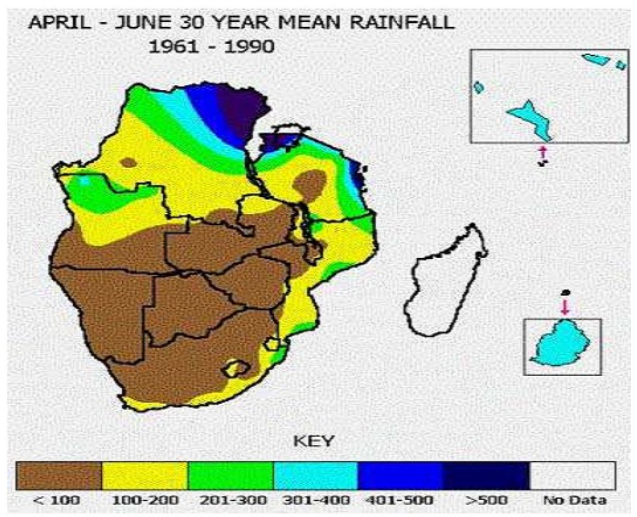 APRIL - JUNE 30 YEAR MEAN RAINFALL
1961 - 1990
KEY
< 100 100-200 201-300 301-400 401-500 >500 No Data